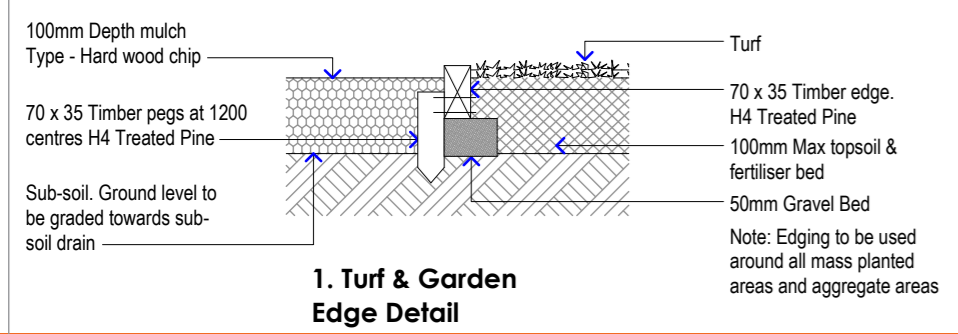 100mm Depth mulch
Type - Hard wood chip
70 x 35 Timber pegs at 1200
centres H4 Treated Pine
Sub-soil. Ground level to
be graded towards sub-
soil drain
Turf
70 x 35 Timber edge.
H4 Treated Pine
100mm Max topsoil &
fertiliser bed
50mm Gravel Bed
Note: Edging to be used
around all mass planted
areas and aggregate areas
1. Turf & Garden
Edge Detail